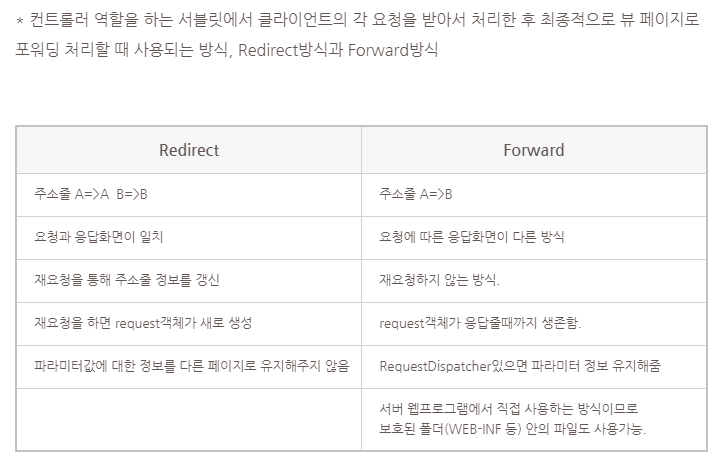 * 컨트롤러 역할을 하는 서블릿에서 클라이언트의 각 요청을 받아서 처리한 후 최종적으로 뷰 페이지로
포워딩 처리할 때 사용되는 방식, Redirect방식과 Forward방식
Redirect Forward
주소줄 A=>A B=>B 주소줄 A=>B
요청과 응답화면이 일치 요청에 따른 응답화면이 다른 방식
재요청을 통해 주소줄 정보를 갱신 재요청하지 않는 방식.
재요청을 하면 request객체가 새로 생성 request객체가 응답줄때까지 생존함.
파라미터값에 대한 정보를 다른 페이지로 유지해주지 않음 RequestDispatcher있으면 파라미터 정보 유지해줌
서버 웹프로그램에서 직접 사용하는 방식이므로
보호된 폴더(WEB-INF 등) 안의 파일도 사용가능.